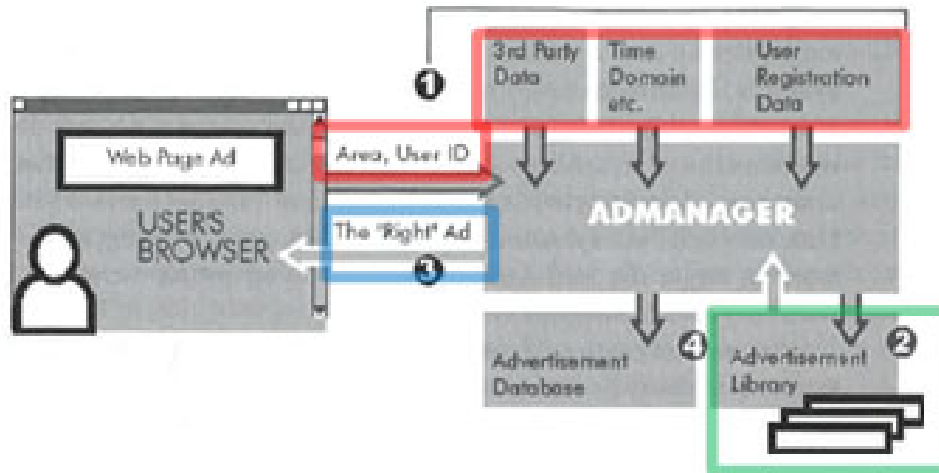 1
3rd Party
Data
Time
Domain
etc.
User
Registration
Data
Web Page Ad
Area, User ID
USER'S
BROWSER
The "Right" Ad
3
ADMANAGER
Advertisement
Database
4
Advertisement
Library
2